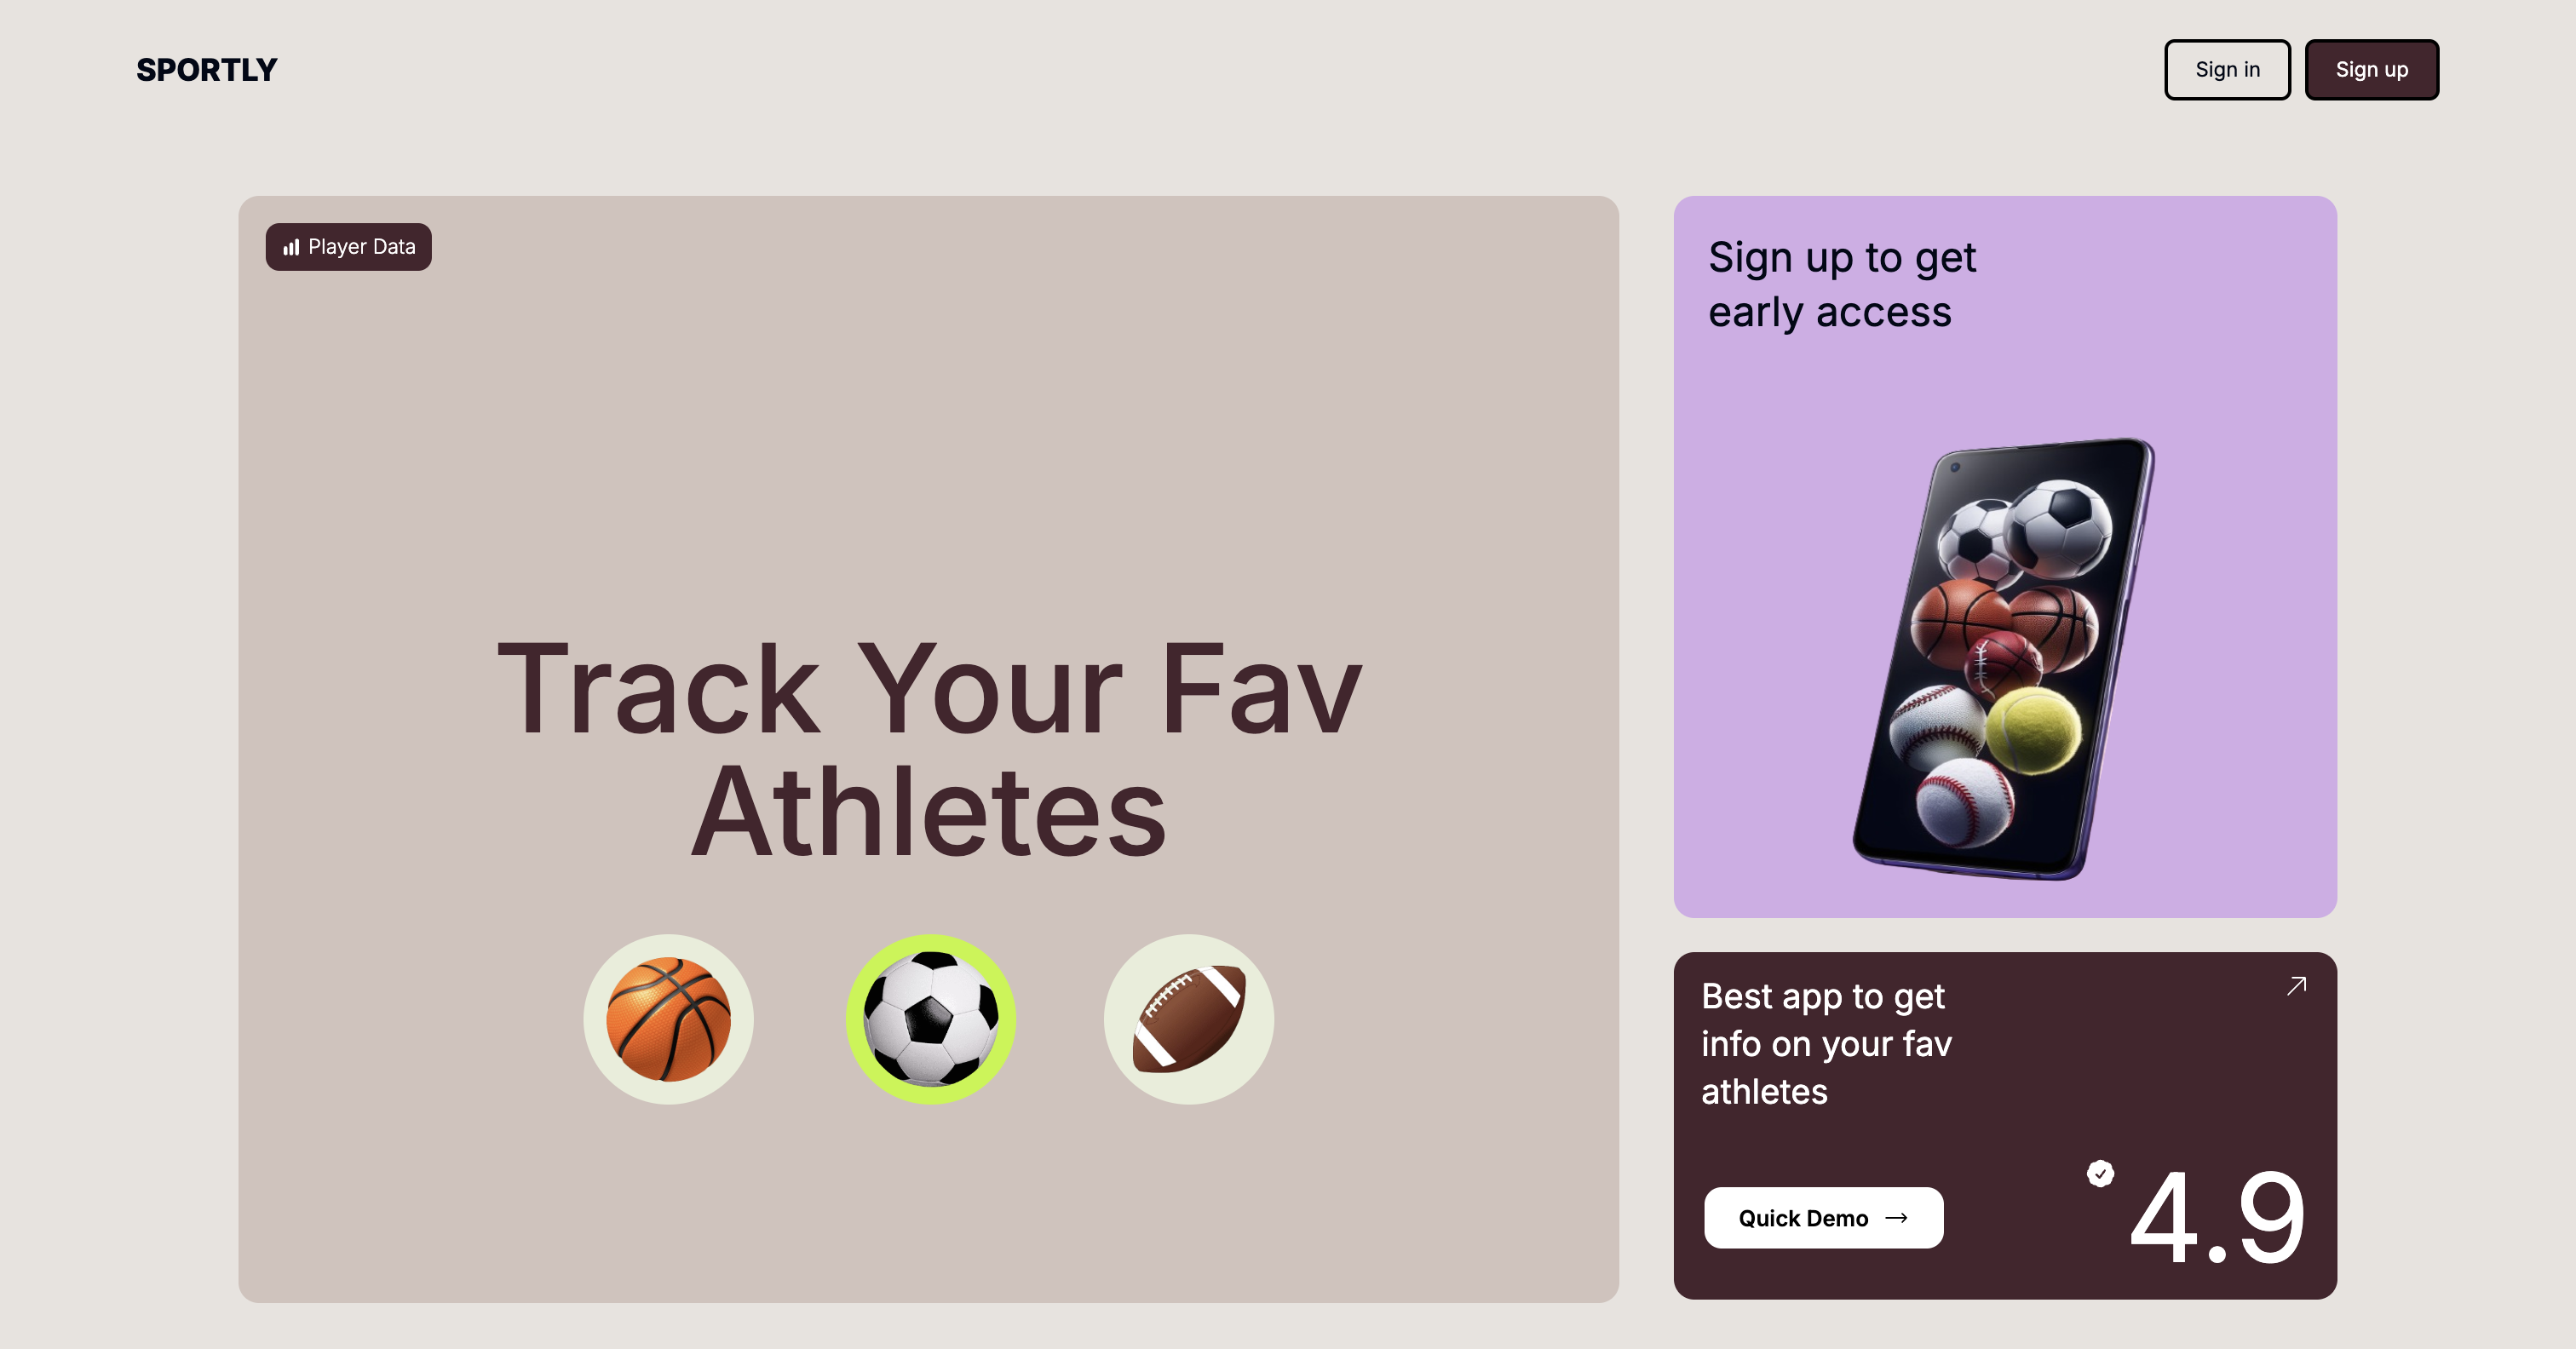 SPORTLY
Sign in
Sign up
Player Data
Track Your Fav
Athletes
Sign up to get
early access
Best app to get
info on your fav
athletes
Quick Demo
4.9